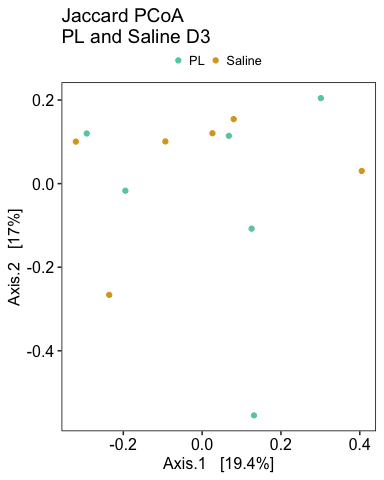 Jaccard PCoA
PL and Saline D3
PL Saline
0.2
0.0
-0.2
-0.4
Axis.2 [17%]
-0.2 0.0 0.2 0.4
Axis.1 [19.4%]